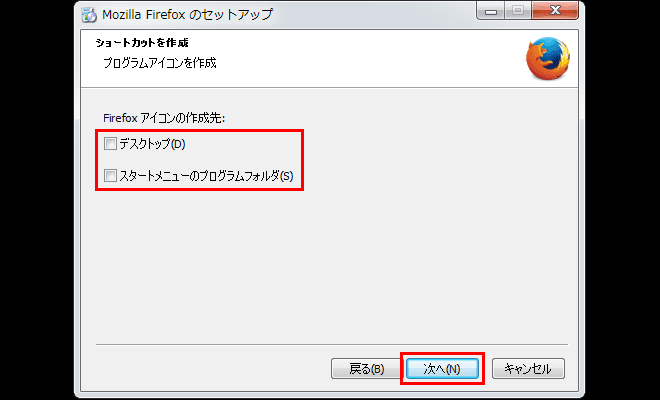 Mozilla Firefox のセットアップ
ショートカットを作成
プログラムアイコンを作成
Firefox アイコンの作成先:
デスクトップ(D)
スタートメニューのプログラムフォルダ(S)
戻る(B) 次へ(N) キャンセル